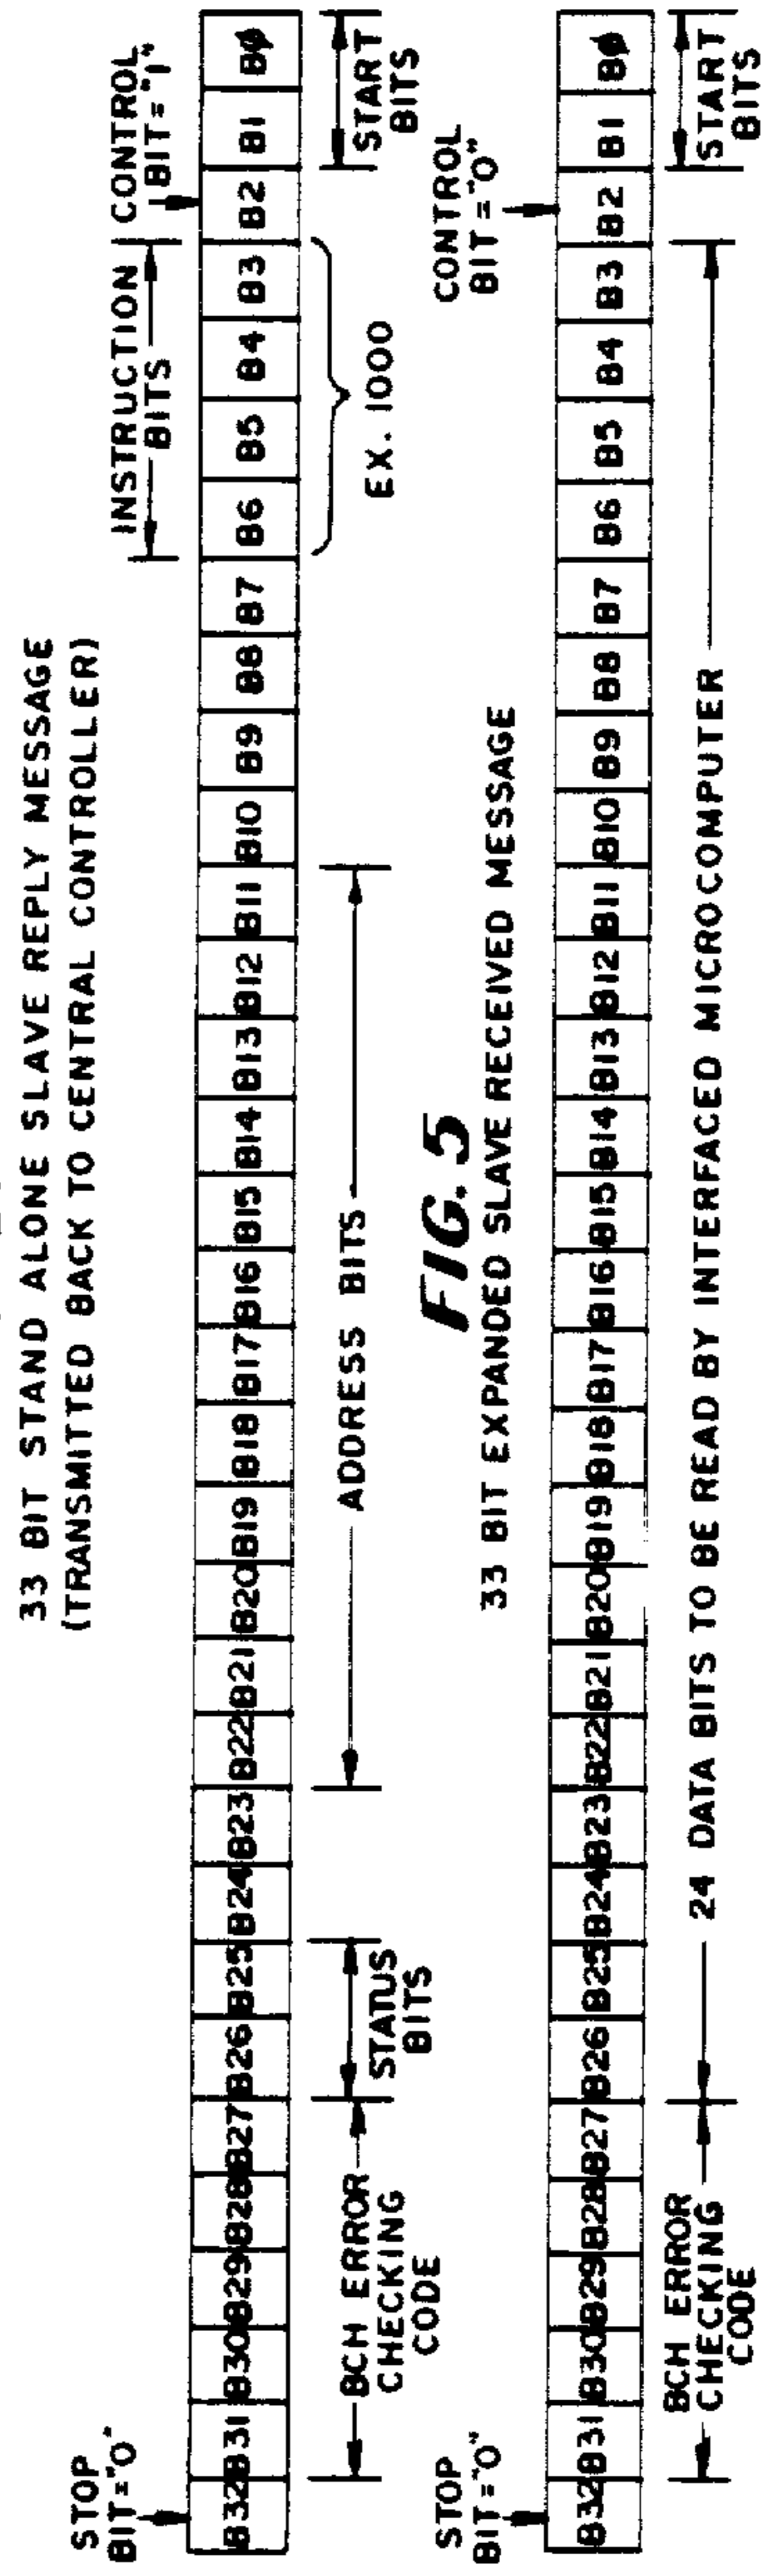 33 BIT STAND ALONE SLAVE REPLY MESSAGE
(TRANSMITTED BACK TO CENTRAL CONTROLLER)
STOP
BIT="0"
INSTRUCTION
BITS
CONTROL
BIT="1"
B32 B31 B30 B29 B28 B27 B26 B25 B24 B23 B22 B21 B20 B19 B18 B17 B16 B15 B14 B13 B12 B11 B10 B9 B8 B7 B6 B5 B4 B3 B2 B1 BØ
BCH ERROR
CHECKING
CODE
STATUS
BITS
ADDRESS BITS
EX. 1000
START
BITS
FIG. 5
33 BIT EXPANDED SLAVE RECEIVED MESSAGE
STOP
BIT="0"
CONTROL
BIT="0"
B32 B31 B30 B29 B28 B27 B26 B25 B24 B23 B22 B21 B20 B19 B18 B17 B16 B15 B14 B13 B12 B11 B10 B9 B8 B7 B6 B5 B4 B3 B2 B1 BØ
BCH ERROR
CHECKING
CODE
24 DATA BITS TO BE READ BY INTERFACED MICROCOMPUTER
START
BITS